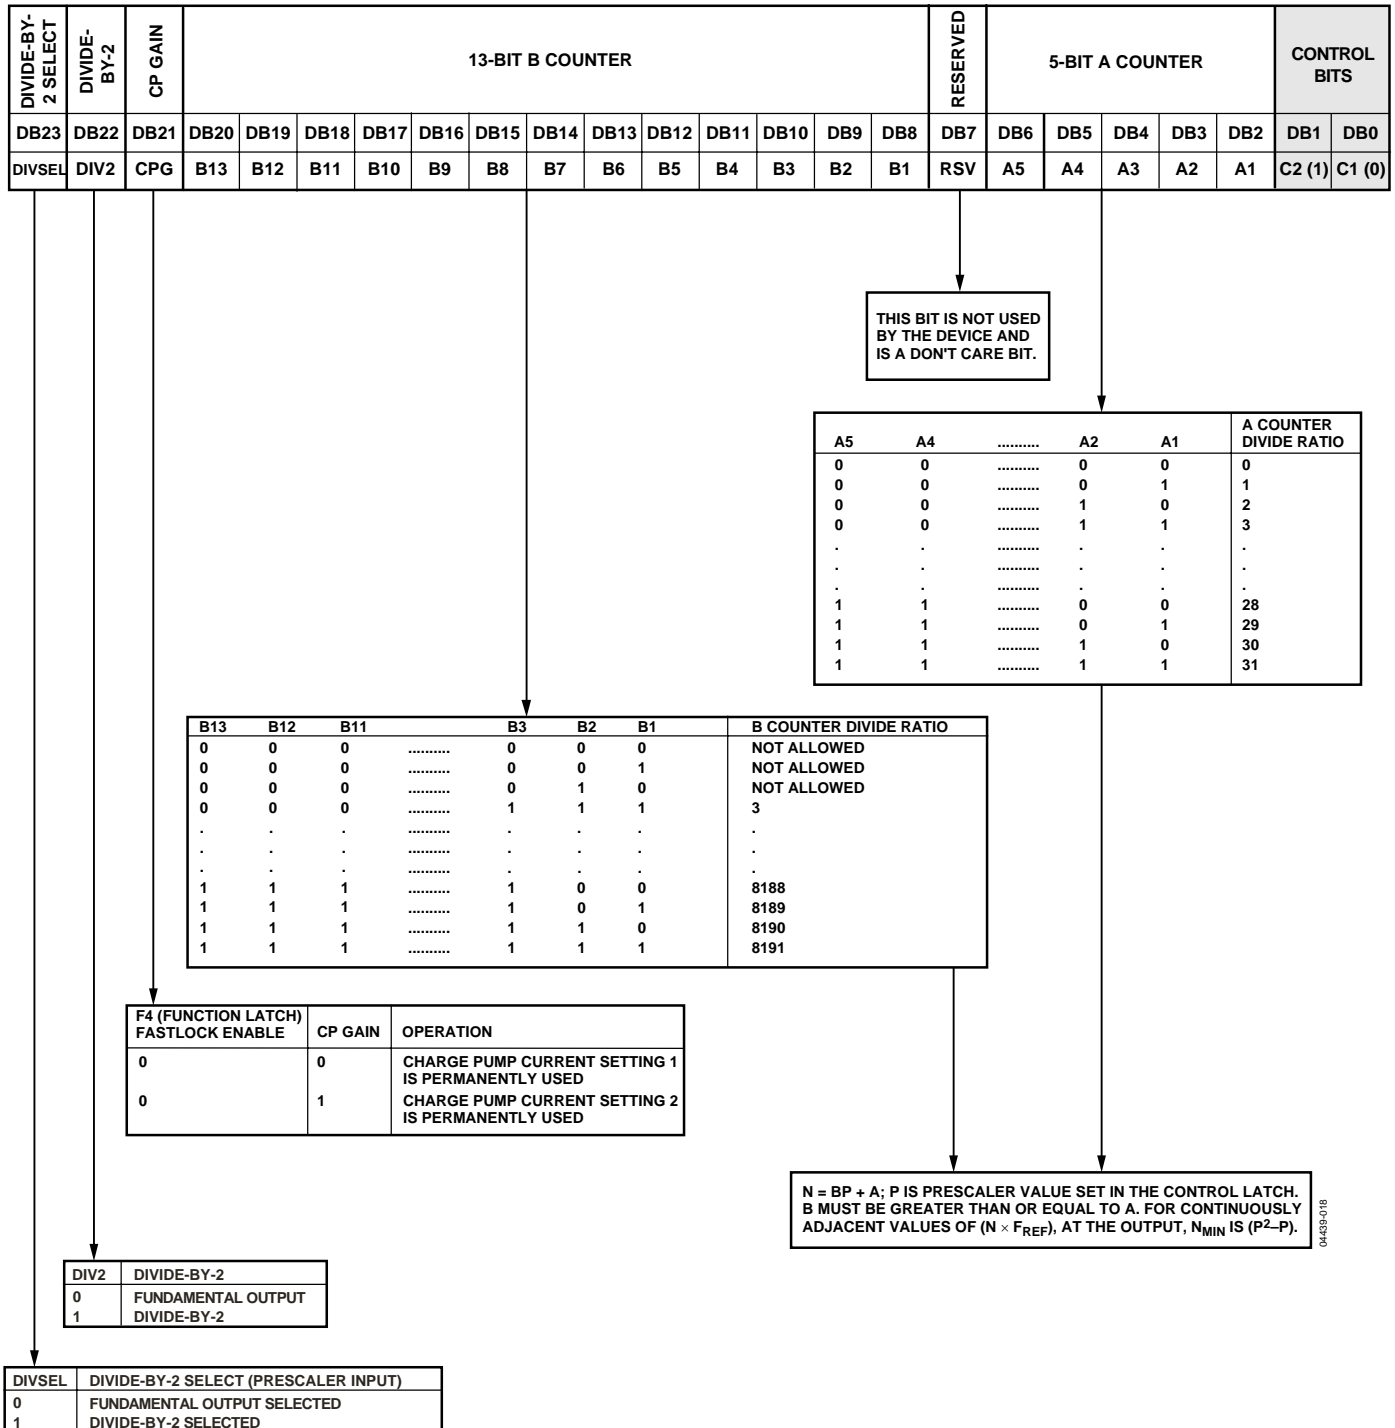 DIVIDE-BY-
2 SELECT
DIVIDE-
BY-2
CP GAIN
13-BIT B COUNTER
RESERVED
5-BIT A COUNTER
CONTROL
BITS
DB23 DB22 DB21 DB20 DB19 DB18 DB17 DB16 DB15 DB14 DB13 DB12 DB11 DB10 DB9 DB8 DB7 DB6 DB5 DB4 DB3 DB2 DB1 DB0
DIVSEL DIV2 CPG B13 B12 B11 B10 B9 B8 B7 B6 B5 B4 B3 B2 B1 RSV A5 A4 A3 A2 A1 C2 (1) C1 (0)
THIS BIT IS NOT USED
BY THE DEVICE AND
IS A DON'T CARE BIT.
A COUNTER
A5 A4 .......... A2 A1 DIVIDE RATIO
0 0 .......... 0 0 0
0 0 .......... 0 1 1
0 0 .......... 1 0 2
0 0 .......... 1 1 3
. . .......... . . .
. . .......... . . .
. . .......... . . .
1 1 .......... 0 0 28
1 1 .......... 0 1 29
1 1 .......... 1 0 30
1 1 .......... 1 1 31
B13 B12 B11 B3 B2 B1 B COUNTER DIVIDE RATIO
0 0 0 .......... 0 0 0 NOT ALLOWED
0 0 0 .......... 0 0 1 NOT ALLOWED
0 0 0 .......... 0 1 0 NOT ALLOWED
0 0 0 .......... 1 1 1 3
. . . .......... . . . .
. . . .......... . . . .
. . . .......... . . . .
1 1 1 .......... 1 0 0 8188
1 1 1 .......... 1 0 1 8189
1 1 1 .......... 1 1 0 8190
1 1 1 .......... 1 1 1 8191
F4 (FUNCTION LATCH)
FASTLOCK ENABLE CP GAIN OPERATION
0 0 CHARGE PUMP CURRENT SETTING 1
IS PERMANENTLY USED
0 1 CHARGE PUMP CURRENT SETTING 2
IS PERMANENTLY USED
N = BP + A; P IS PRESCALER VALUE SET IN THE CONTROL LATCH.
B MUST BE GREATER THAN OR EQUAL TO A. FOR CONTINUOUSLY
ADJACENT VALUES OF (N × FREF), AT THE OUTPUT, NMIN IS (P2–P).
04439-018
DIV2 DIVIDE-BY-2
0 FUNDAMENTAL OUTPUT
1 DIVIDE-BY-2
DIVSEL DIVIDE-BY-2 SELECT (PRESCALER INPUT)
0 FUNDAMENTAL OUTPUT SELECTED
1 DIVIDE-BY-2 SELECTED